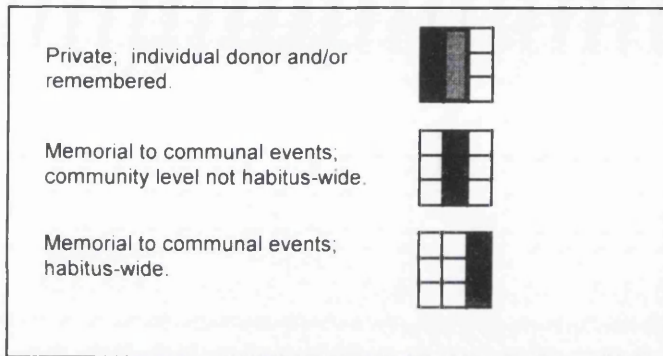 Private; individual donor and/or
remembered.
Memorial to communal events;
community level not habitus-wide.
Memorial to communal events;
habitus-wide.